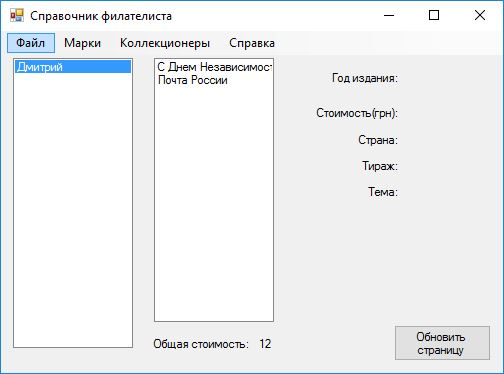 Справочник филателиста
Файл Марки Коллекционеры Справка
Дмитрий
С Днем Независимост
Почта России
Год издания:
Стоимость(грн):
Страна:
Тираж:
Тема:
Общая стоимость: 12
Обновить
страницу